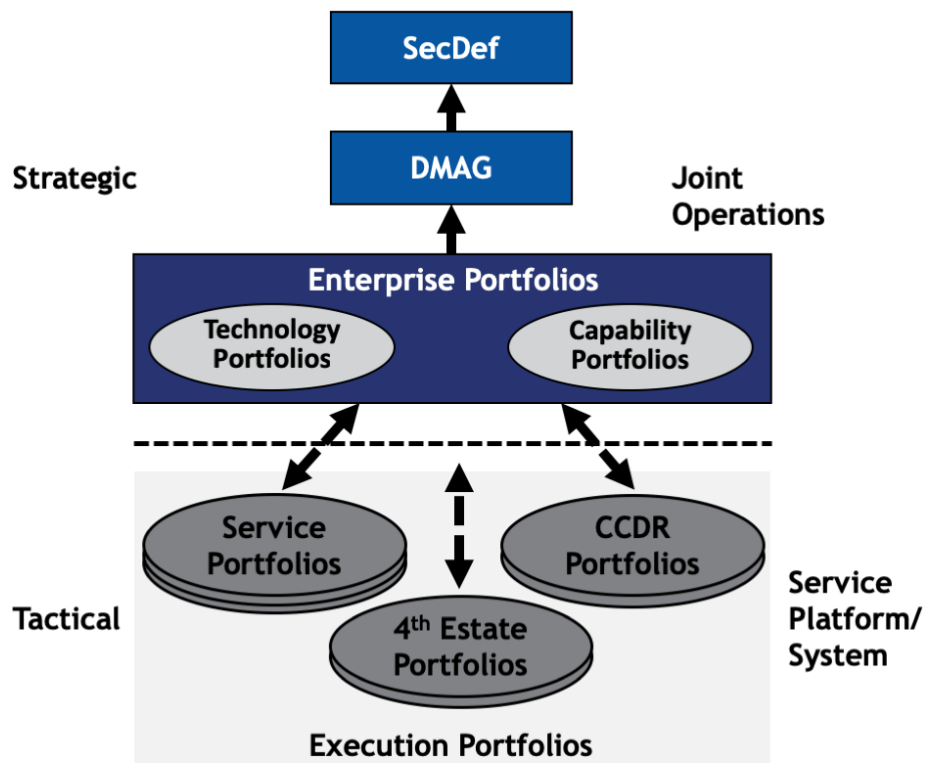 SecDef
DMAG
Strategic
Joint
Operations
Enterprise Portfolios
Technology
Portfolios
Capability
Portfolios
Service
Portfolios
CCDR
Portfolios
4th Estate
Portfolios
Tactical
Service
Platform/
System
Execution Portfolios